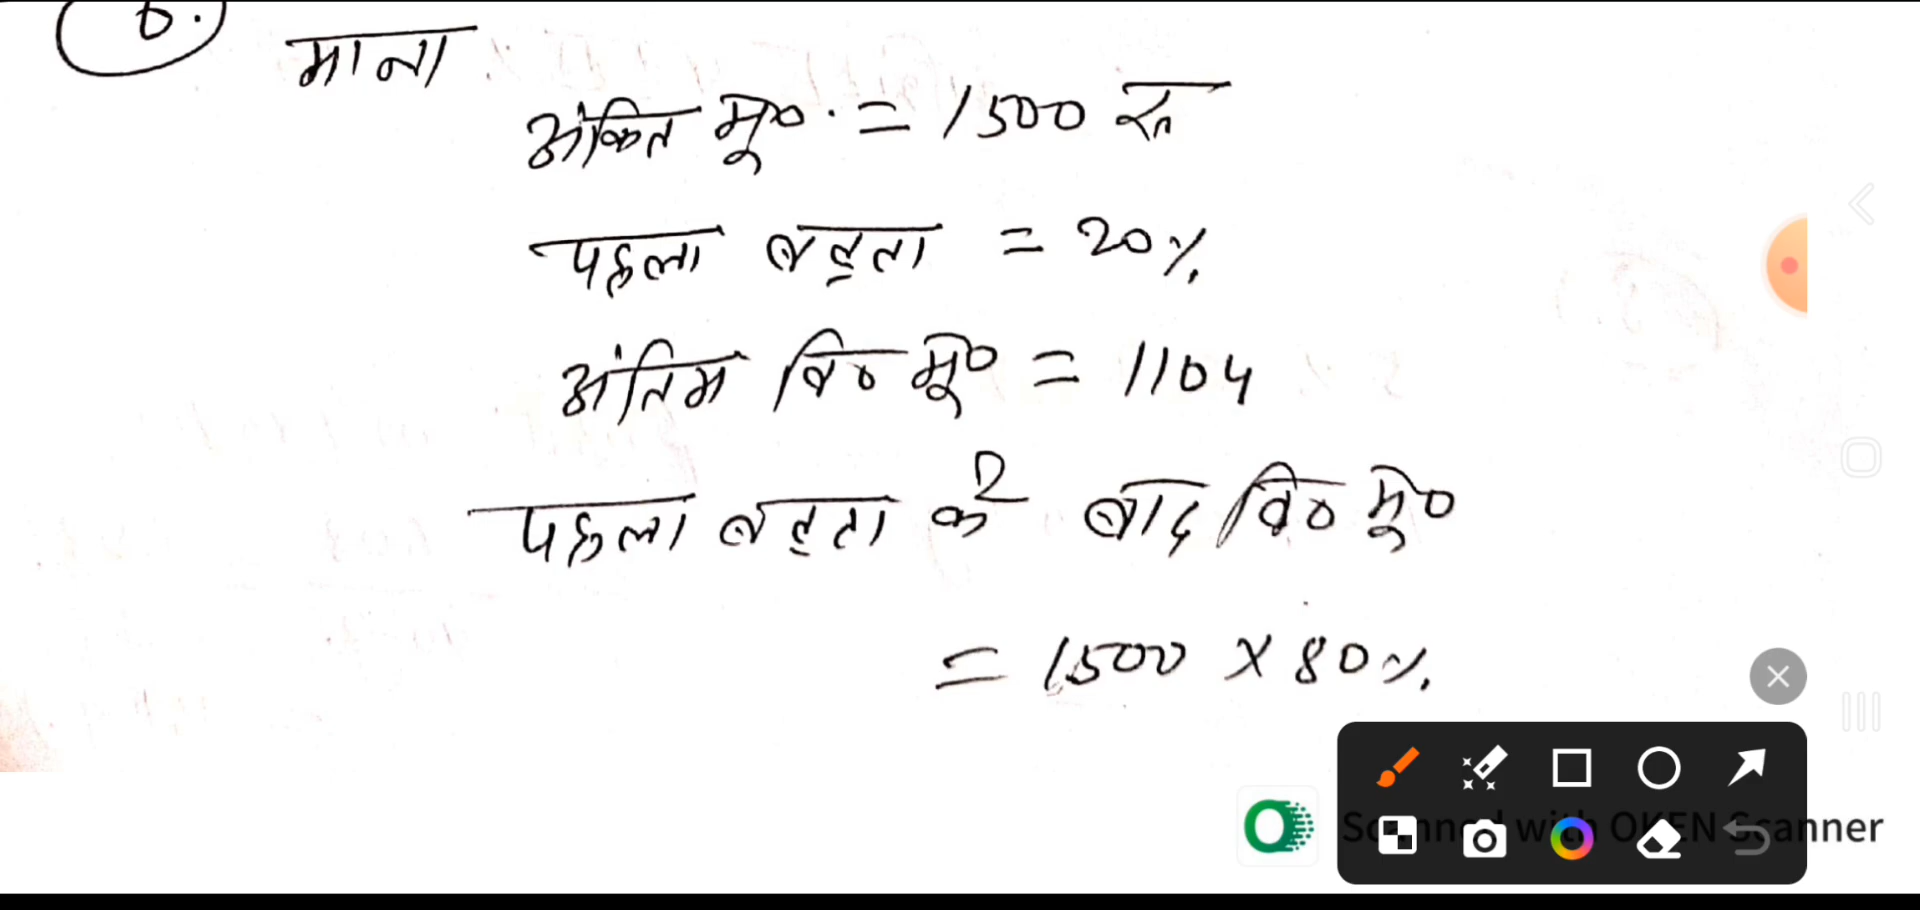 6.
माना
अंकित मू०. = 1500 रु
पहला बट्टा = 20%
अंतिम वि० मू० = 1104
पहला बट्टा के बाद वि० मू०
= 1500 x 80%
Scanned with OKEN Scanner